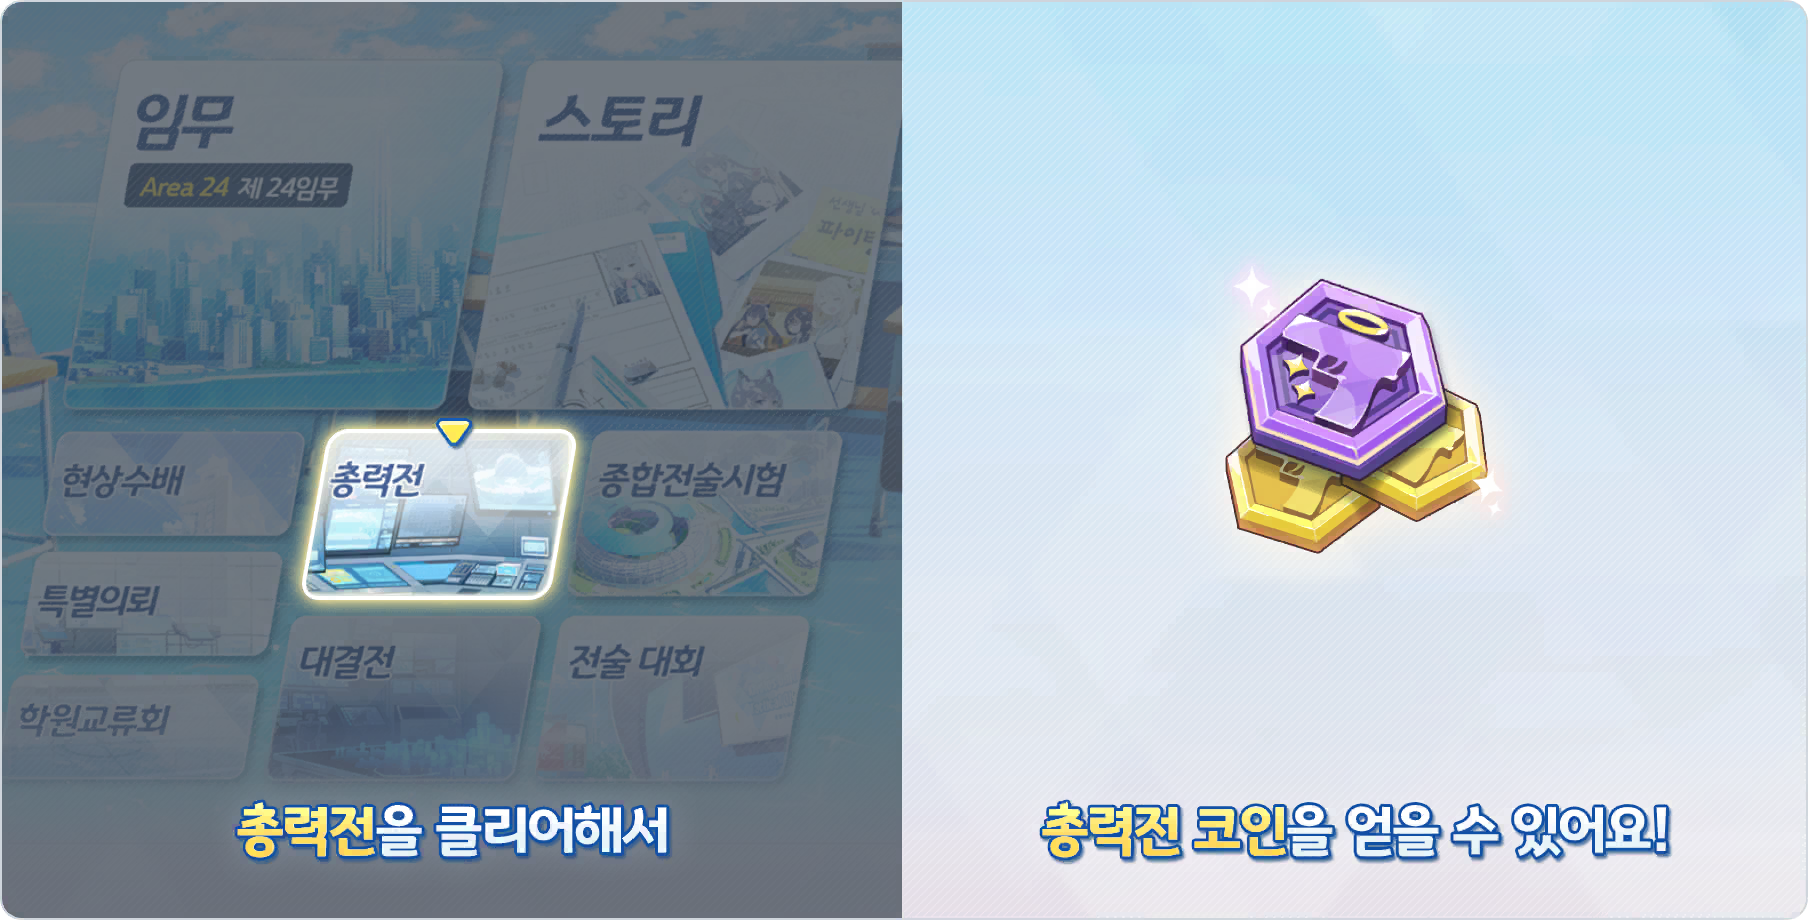 임무
Area 24 제 24임무
스토리
선생님
파이팅
현상수배
총력전
종합전술시험
특별의뢰
대결전
전술 대회
학원교류회
총력전을 클리어해서
총력전 코인을 얻을 수 있어요!